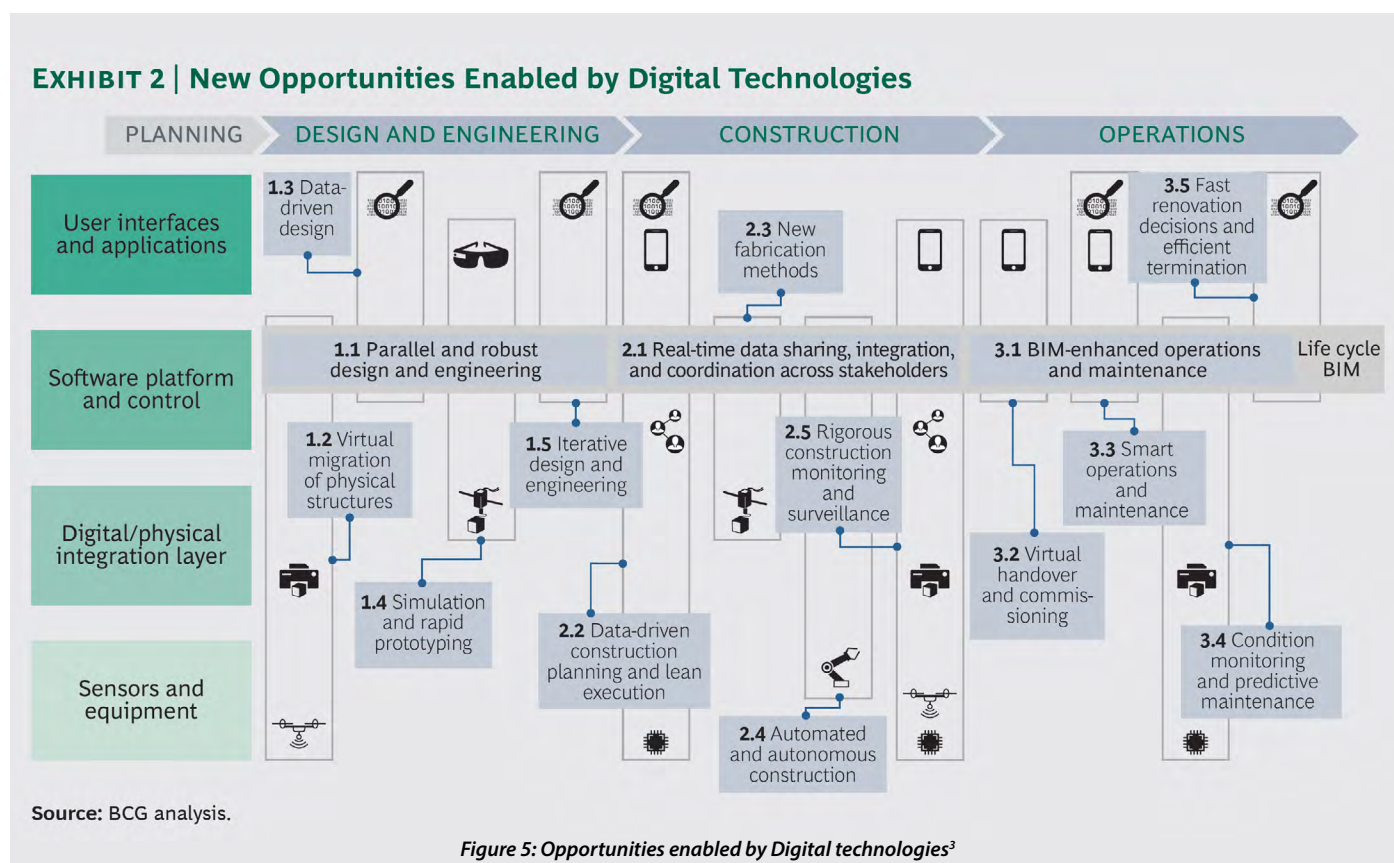 EXHIBIT 2 | New Opportunities Enabled by Digital Technologies
PLANNING
DESIGN AND ENGINEERING
CONSTRUCTION
OPERATIONS
User interfaces
and applications
1.3 Data-
driven
design
2.3 New
fabrication
methods
3.5 Fast
renovation
decisions and
efficient
termination
Software platform
and control
1.1 Parallel and robust
design and engineering
2.1 Real-time data sharing, integration,
and coordination across stakeholders
3.1 BIM-enhanced operations
and maintenance
Life cycle
BIM
1.2 Virtual
migration
of physical
structures
1.5 Iterative
design and
engineering
2.5 Rigorous
construction
monitoring
and
surveillance
3.3 Smart
operations
and
maintenance
Digital/physical
integration layer
1.4 Simulation
and rapid
prototyping
2.2 Data-driven
construction
planning and lean
execution
3.2 Virtual
handover
and commis-
sioning
Sensors and
equipment
2.4 Automated
and autonomous
construction
3.4 Condition
monitoring
and predictive
maintenance
Source: BCG analysis.
Figure 5: Opportunities enabled by Digital technologies³